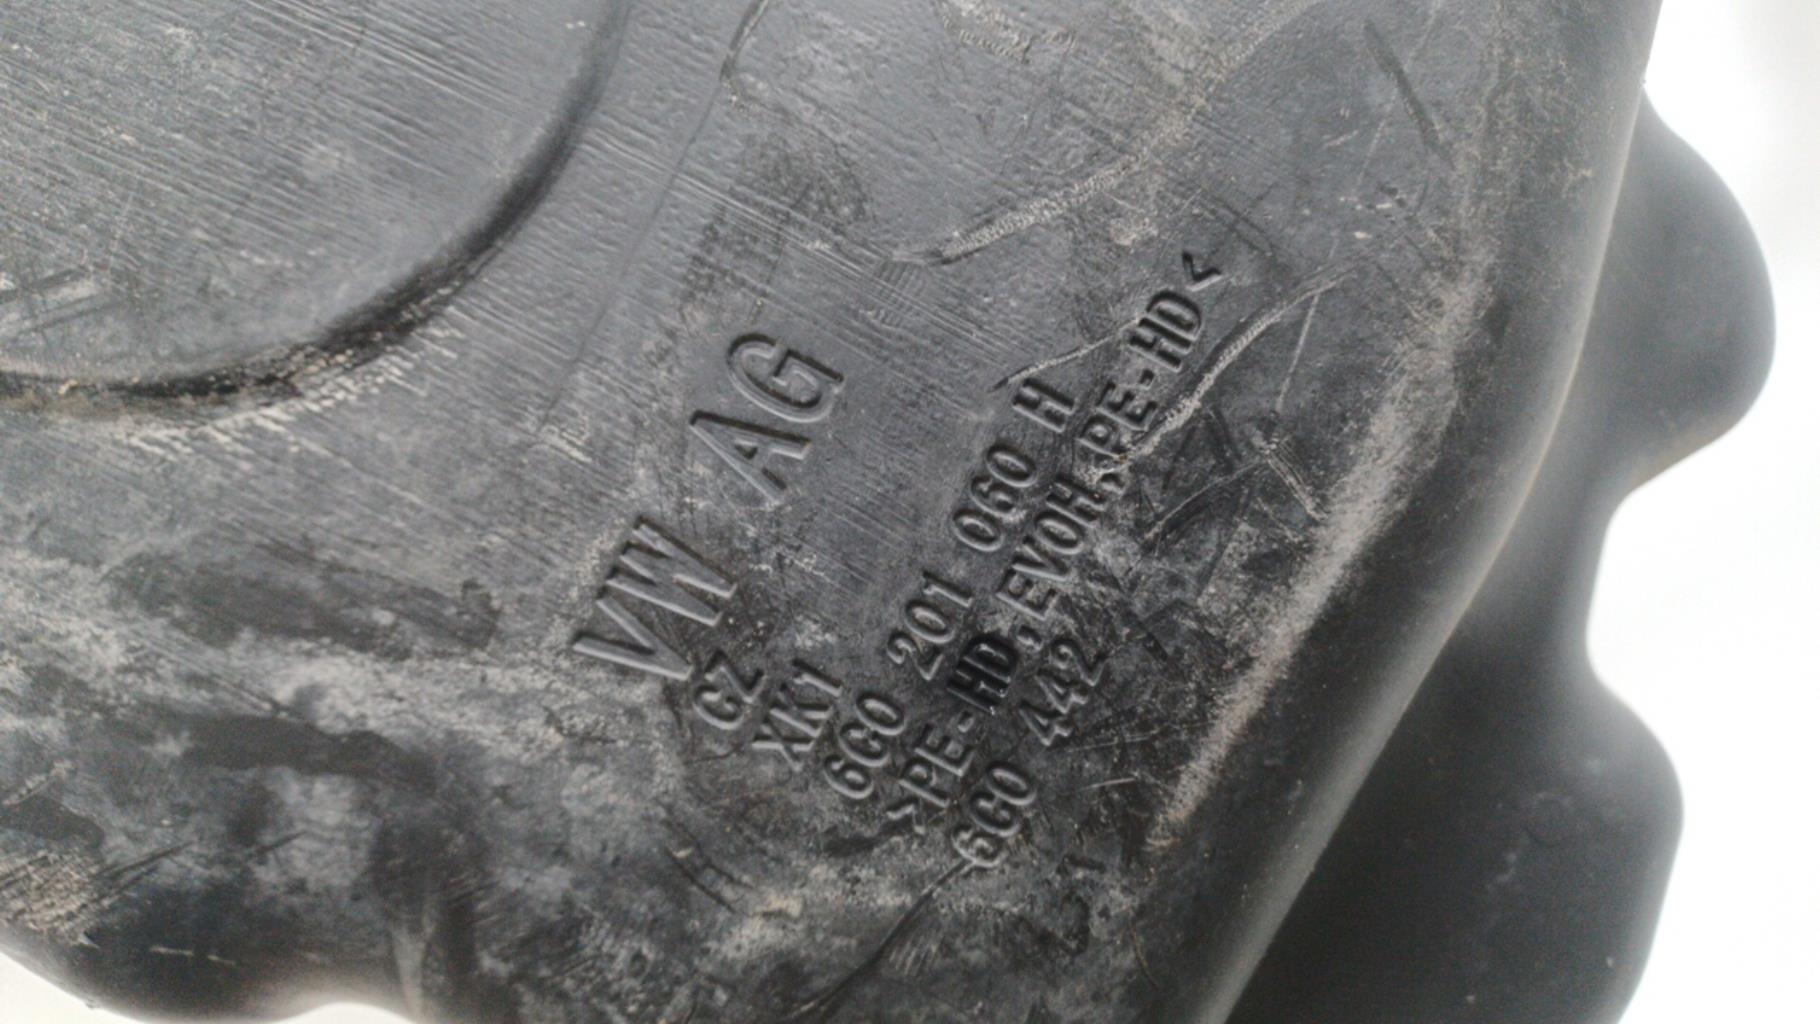 VW AG
CZ
XK1
6C0 201 060 H
>PE-HD,EVOH,PE-HD<
6C0 442